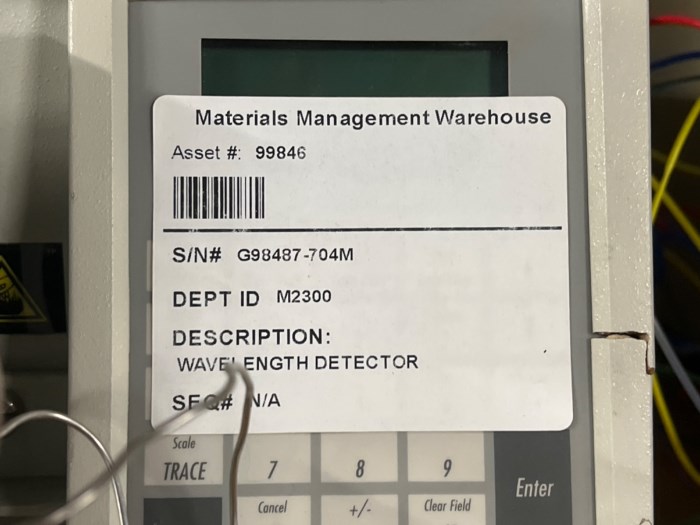 Materials Management Warehouse
Asset #: 99846
S/N# G98487-704M
DEPT ID M2300
DESCRIPTION:
WAVELENGTH DETECTOR
SEQ# N/A
Scale
TRACE
7
8
9
Enter
Cancel
+/-
Clear Field